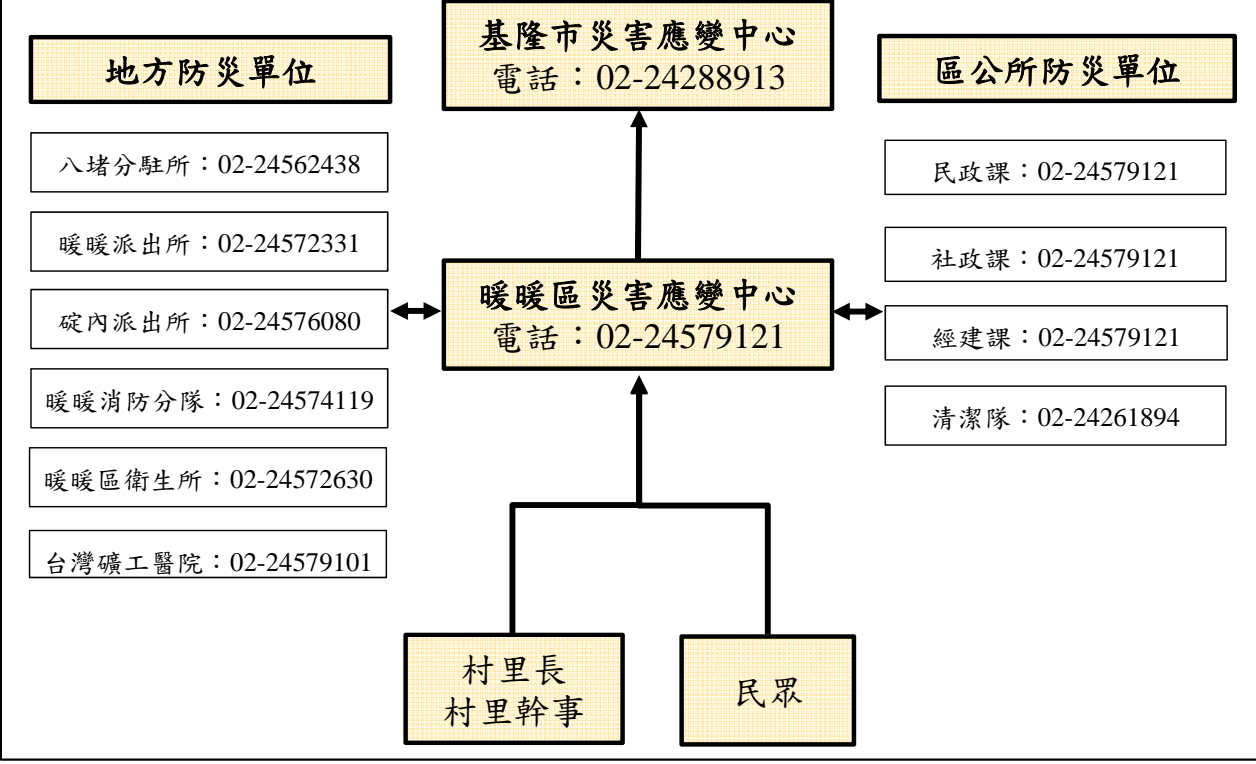 基隆市災害應變中心
電話：02-24288913
地方防災單位
八堵分駐所：02-24562438
暖暖派出所：02-24572331
碇內派出所：02-24576080
暖暖消防分隊：02-24574119
暖暖區衛生所：02-24572630
台灣礦工醫院：02-24579101
暖暖區災害應變中心
電話：02-24579121
區公所防災單位
民政課：02-24579121
社政課：02-24579121
經建課：02-24579121
清潔隊：02-24261894
村里長
村里幹事
民眾